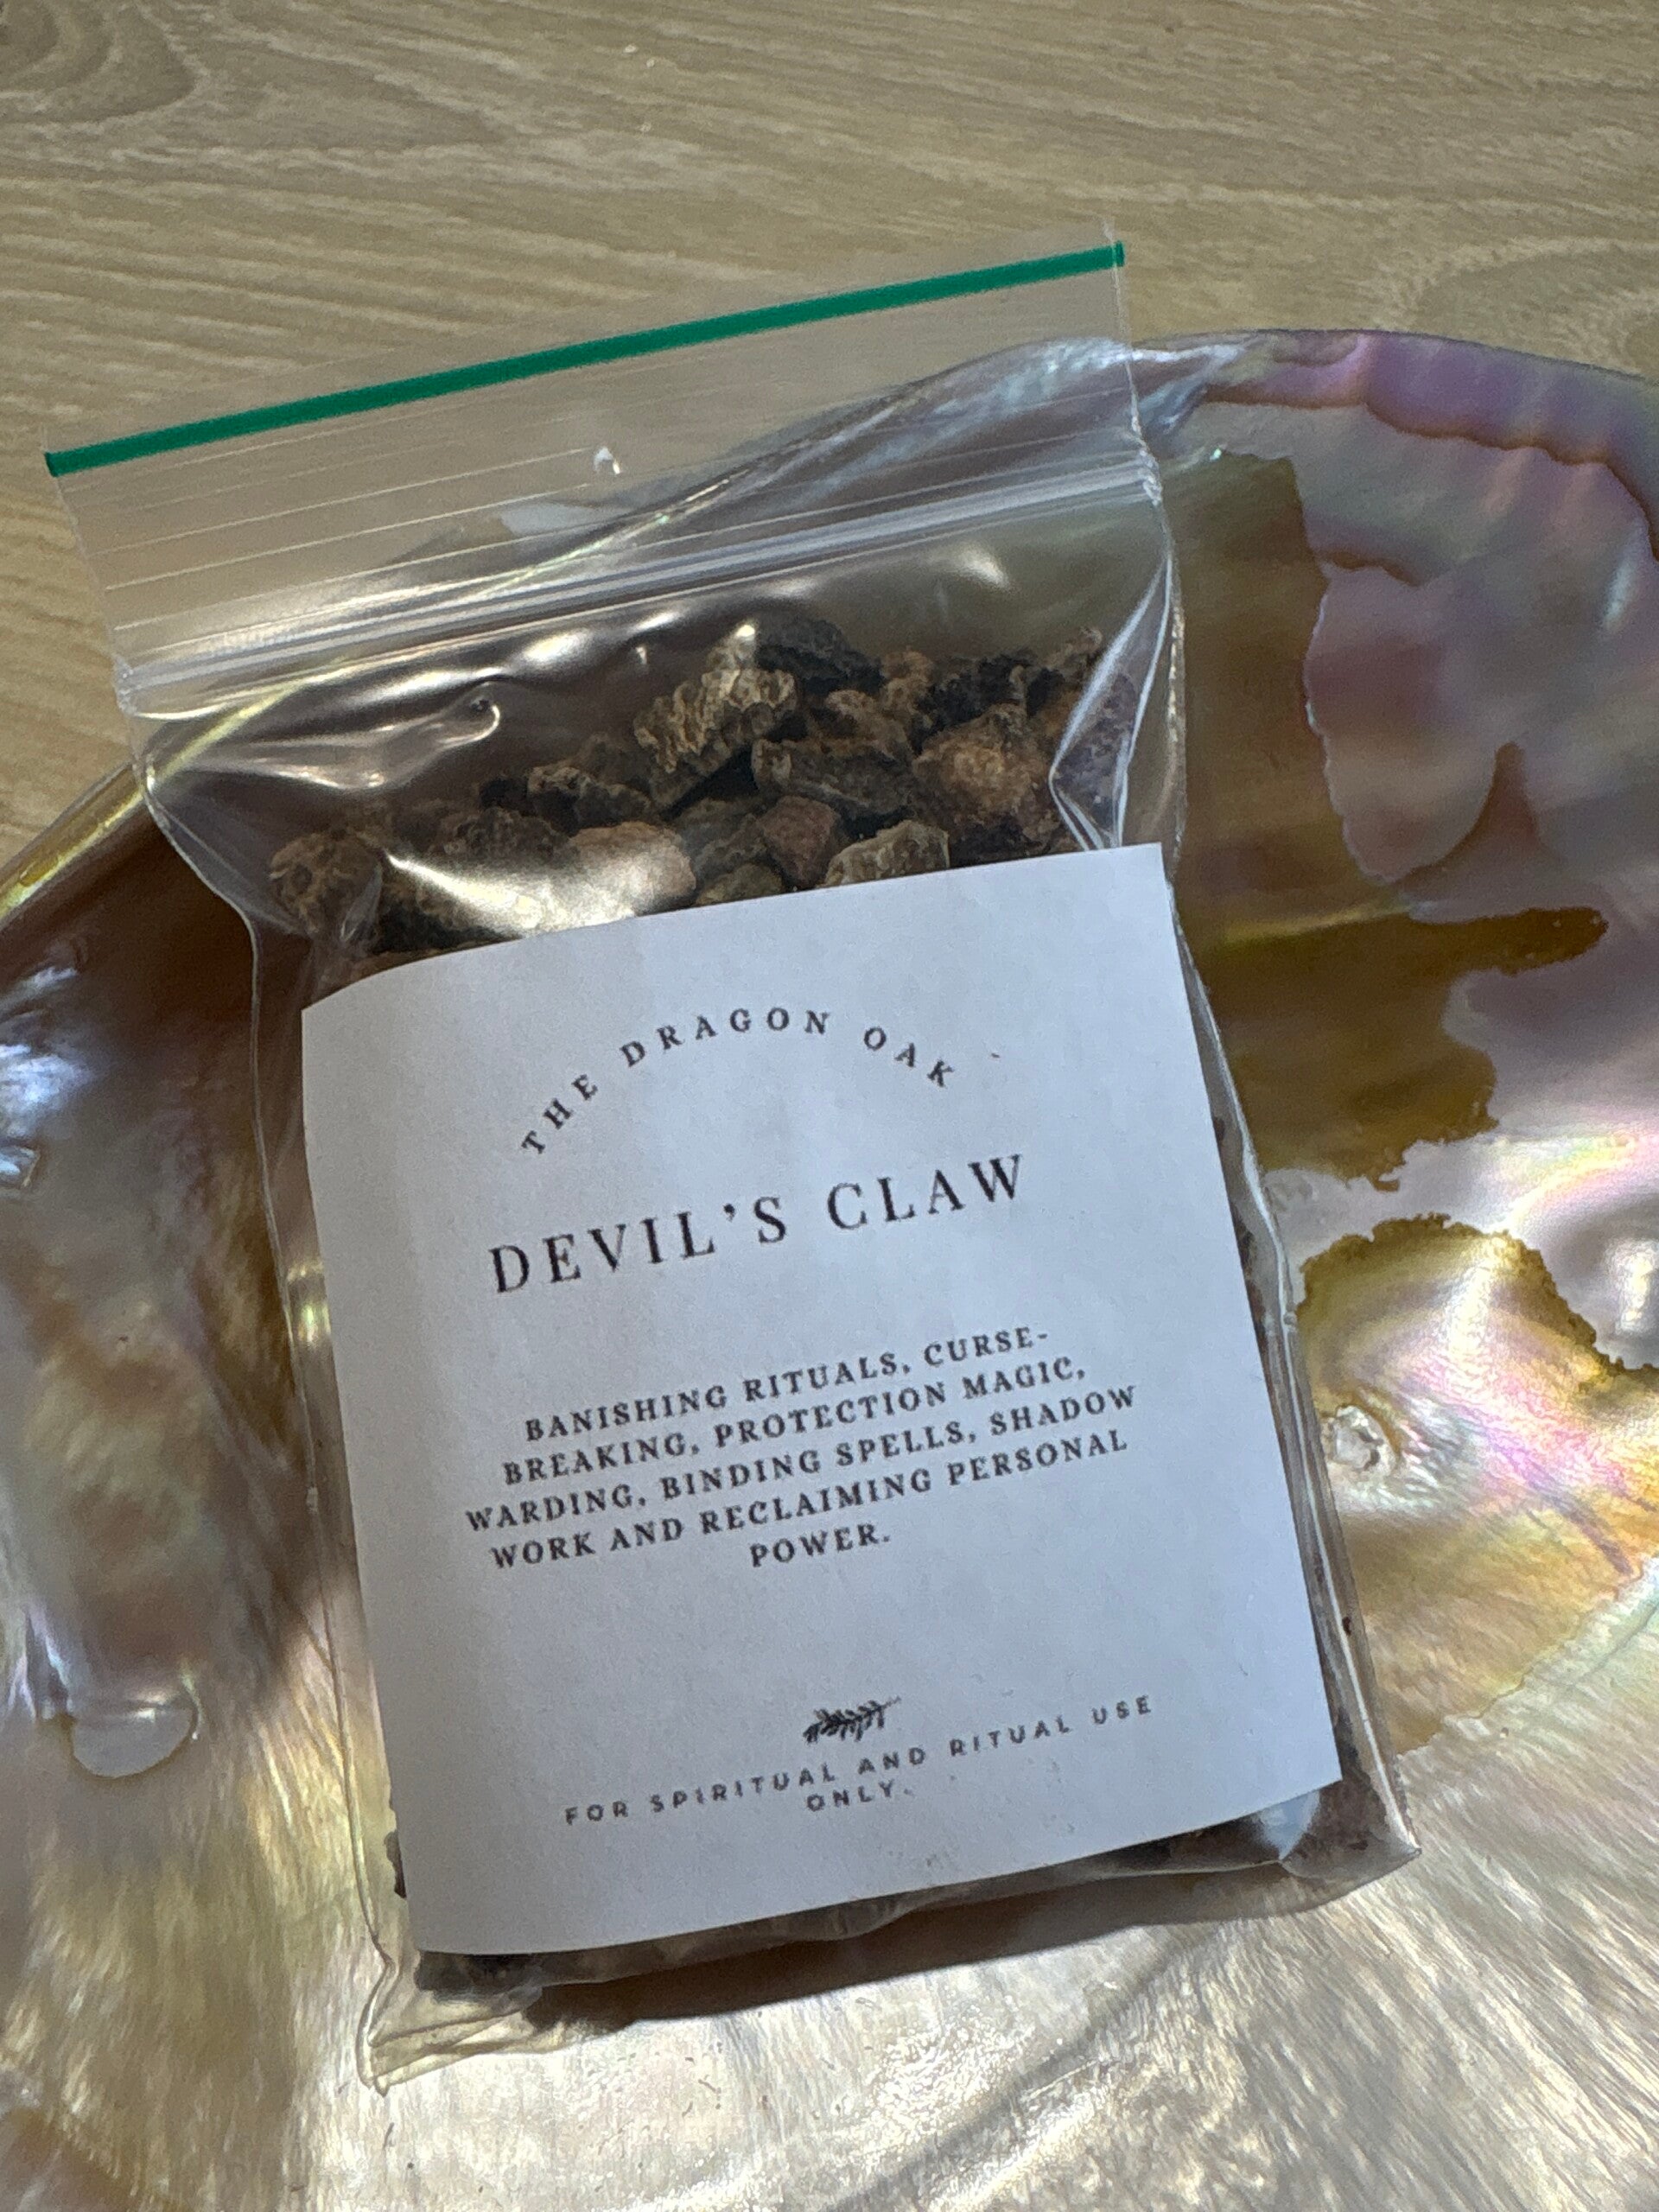 THE DRAGON OAK
DEVIL'S CLAW
BANISHING RITUALS, CURSE-
BREAKING, PROTECTION MAGIC,
WARDING, BINDING SPELLS, SHADOW
WORK AND RECLAIMING PERSONAL
POWER.
FOR SPIRITUAL AND RITUAL USE
ONLY.